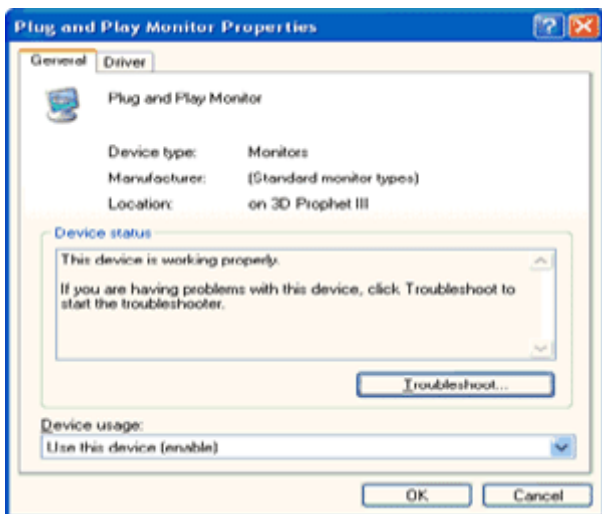 Plug and Play Monitor Properties
General Driver
Plug and Play Monitor
Device type: Monitors
Manufacturer: (Standard monitor types)
Location: on 3D Prophet III
Device status
This device is working properly.
If you are having problems with this device, click Troubleshoot to
start the troubleshooter.
Troubleshoot...
Device usage:
Use this device (enable)
OK Cancel